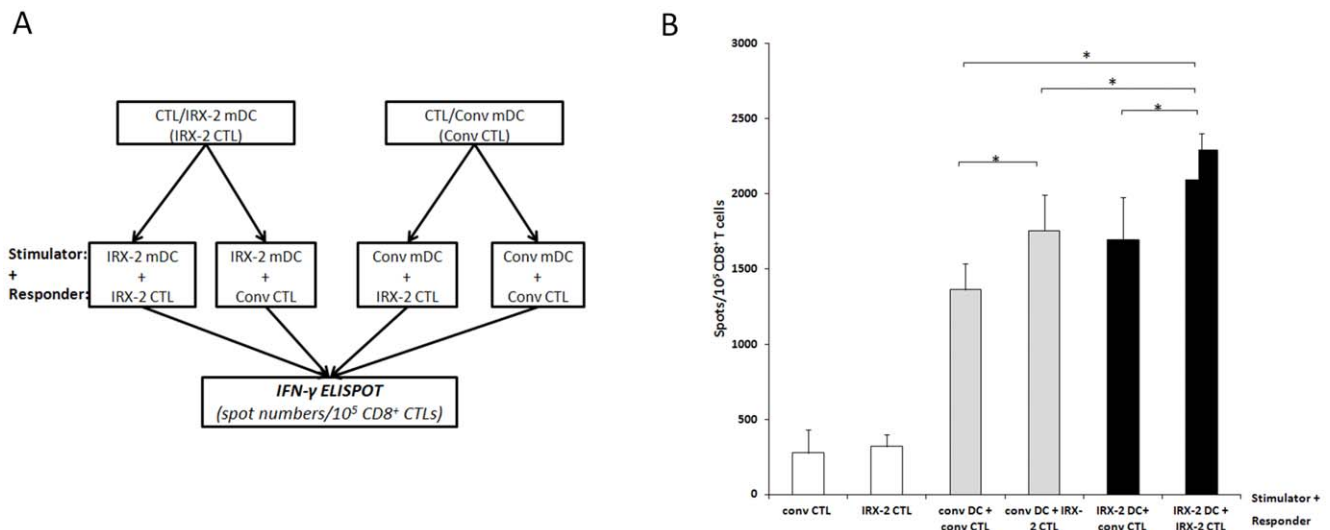 A
CTL/IRX-2 mDC
(IRX-2 CTL)
CTL/Conv mDC
(Conv CTL)
Stimulator:
+
Responder:
IRX-2 mDC
+
IRX-2 CTL
IRX-2 mDC
+
Conv CTL
Conv mDC
+
IRX-2 CTL
Conv mDC
+
Conv CTL
IFN-γ ELISPOT
(spot numbers/10⁵ CD8⁺ CTLs)
B
Spots/10⁵ CD8⁺ T cells
3000
2500
2000
1500
1000
500
0
*
*
*
*
conv CTL
IRX-2 CTL
conv DC +
conv CTL
conv DC + IRX-
2 CTL
IRX-2 DC+
conv CTL
IRX-2 DC +
IRX-2 CTL
Stimulator +
Responder